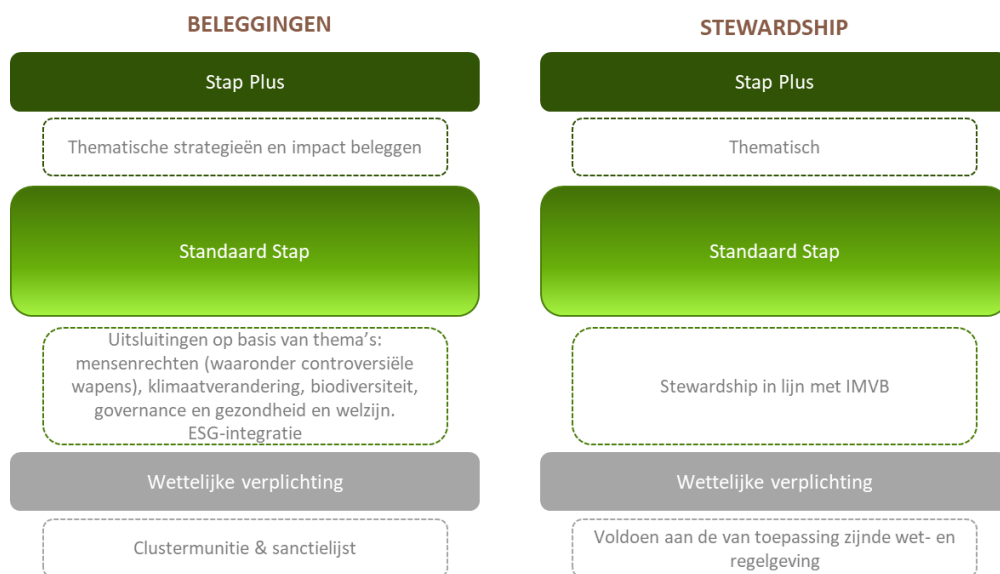 BELEGGINGEN
Stap Plus
Thematische strategieën en impact beleggen
Standaard Stap
Uitsluitingen op basis van thema's:
mensenrechten (waaronder controversiële
wapens), klimaatverandering, biodiversiteit,
governance en gezondheid en welzijn.
ESG-integratie
Wettelijke verplichting
Clustermunitie & sanctielijst
STEWARDSHIP
Stap Plus
Thematisch
Standaard Stap
Stewardship in lijn met IMVB
Wettelijke verplichting
Voldoen aan de van toepassing zijnde wet- en
regelgeving